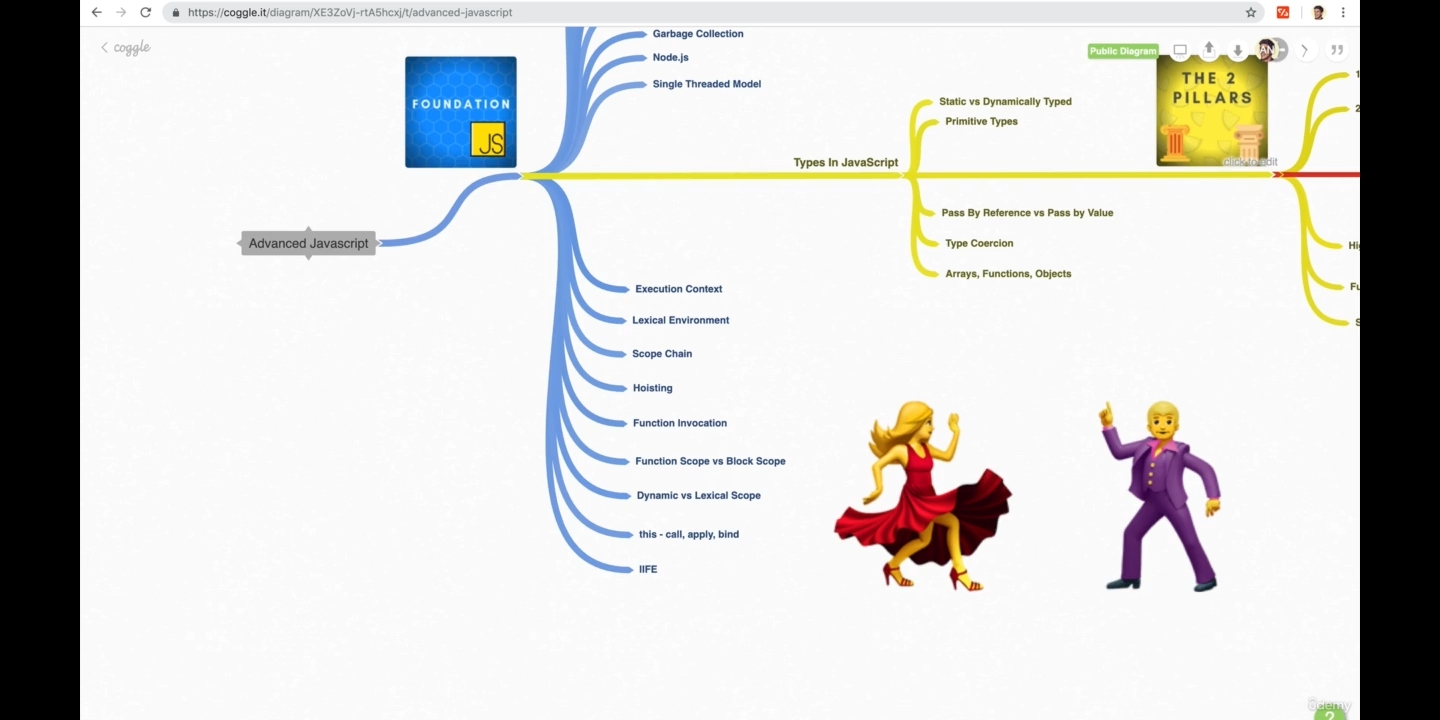 https://coggle.it/diagram/XE3ZoVj-rtA5hcxj/t/advanced-javascript
coggle
Public Diagram
AN
Garbage Collection
Node.js
Single Threaded Model
FOUNDATION
JS
THE 2
PILLARS
click to edit
Static vs Dynamically Typed
Primitive Types
Types In JavaScript
Pass By Reference vs Pass by Value
Type Coercion
Arrays, Functions, Objects
Advanced Javascript
Execution Context
Lexical Environment
Scope Chain
Hoisting
Function Invocation
Function Scope vs Block Scope
Dynamic vs Lexical Scope
this - call, apply, bind
IIFE
1
2
Hi
Fu
S
?
ûdemy